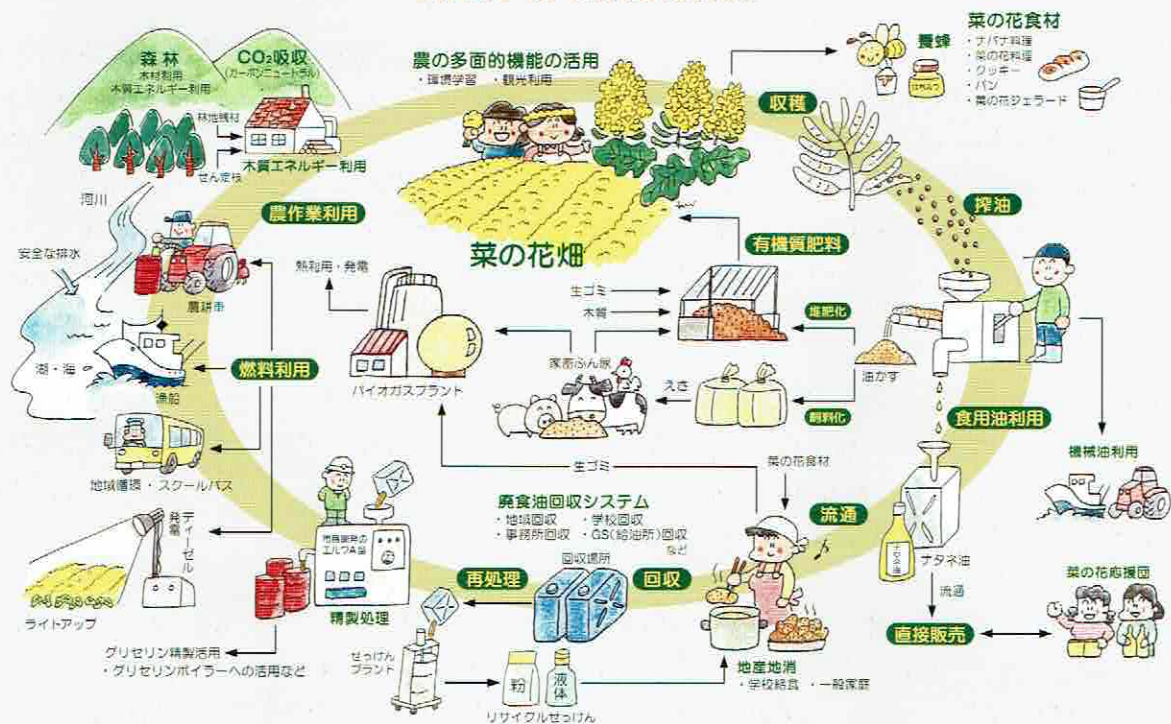 森林
木材利用
木質エネルギー利用
CO₂吸収
(カーボンニュートラル)
林地残材
せん定枝
木質エネルギー利用
農の多面的機能の活用
・環境学習 ・観光利用
収穫
養蜂
はちみつ
菜の花食材
・ナバナ料理
・菜の花料理
・クッキー
・パン
・菜の花ジェラード
河川
安全な排水
湖・海
農作業利用
農耕車
燃料利用
漁船
地域循環・スクールバス
ディーゼル
発電
ライトアップ
菜の花畑
熱利用・発電
バイオガスプラント
有機質肥料
生ゴミ
木質
家畜ふん尿
堆肥化
えさ
飼料化
油かす
搾油
食用油利用
機械油利用
ナタネ油
流通
直接販売
菜の花応援団
流通
菜の花食材
生ゴミ
廃食油回収システム
・地域回収 ・学校回収
・事務所回収 ・GS(給油所)回収
など
回収場所
回収
再処理
精製処理
エルフA型
グリセリン精製活用
・グリセリンボイラーへの活用など
せっけん
プラント
粉
液体
リサイクルせっけん
地産地消
・学校給食 ・一般家庭